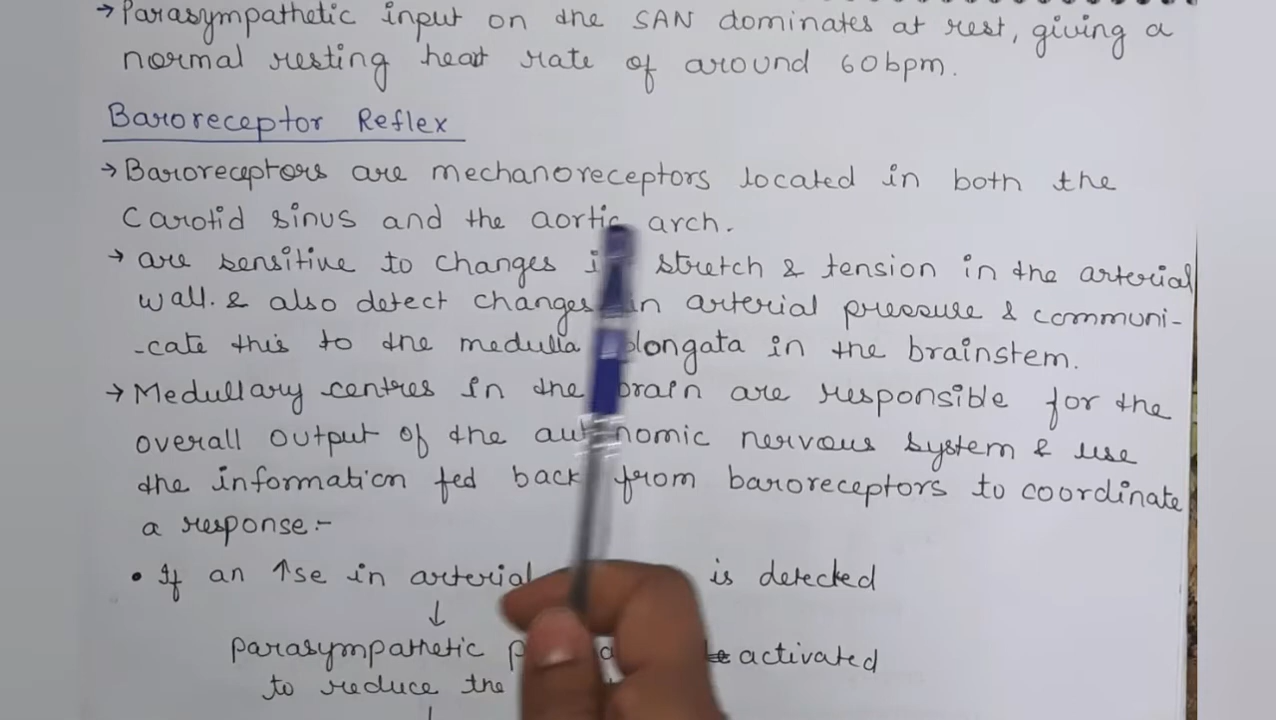 → Parasympathetic input on the SAN dominates at rest, giving a
normal resting heart rate of around 60bpm.
Baroreceptor Reflex
→ Baroreceptors are mechanoreceptors located in both the
Carotid sinus and the aortic arch.
→ are sensitive to changes stretch & tension in the arterial
wall. & also detect changes in arterial pressure & communi-
-cate this to the medulla oblongata in the brainstem.
→ Medullary centres in the brain are responsible for the
overall output of the autonomic nervous system & use
the information fed back from baroreceptors to coordinate
a response:-
• If an ↑se in arterial is detected
↓
parasympathetic activated
to reduce the